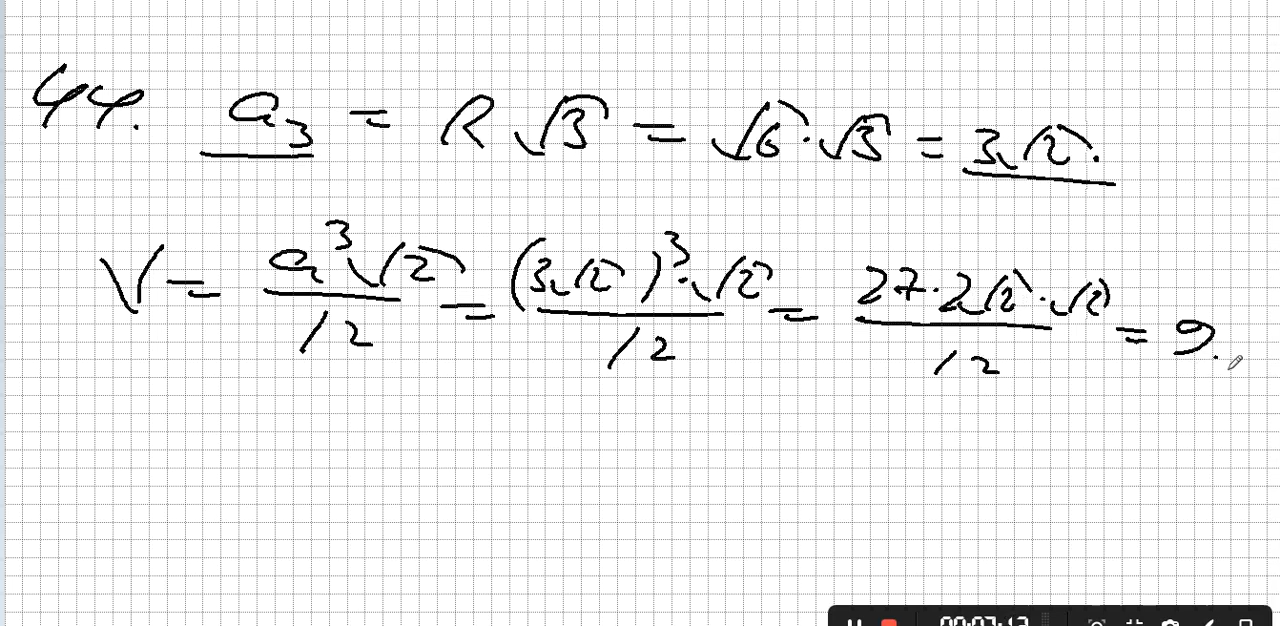 44. a₃ = R√3 = √6·√3 = 3√2.
V = a³√2/12 = (3√2)³·√2/12 = 27·2√2·√2/12 = 9.